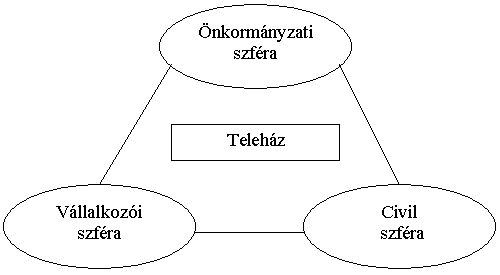 Önkormányzati
szféra
Teleház
Vállalkozói
szféra
Civil
szféra